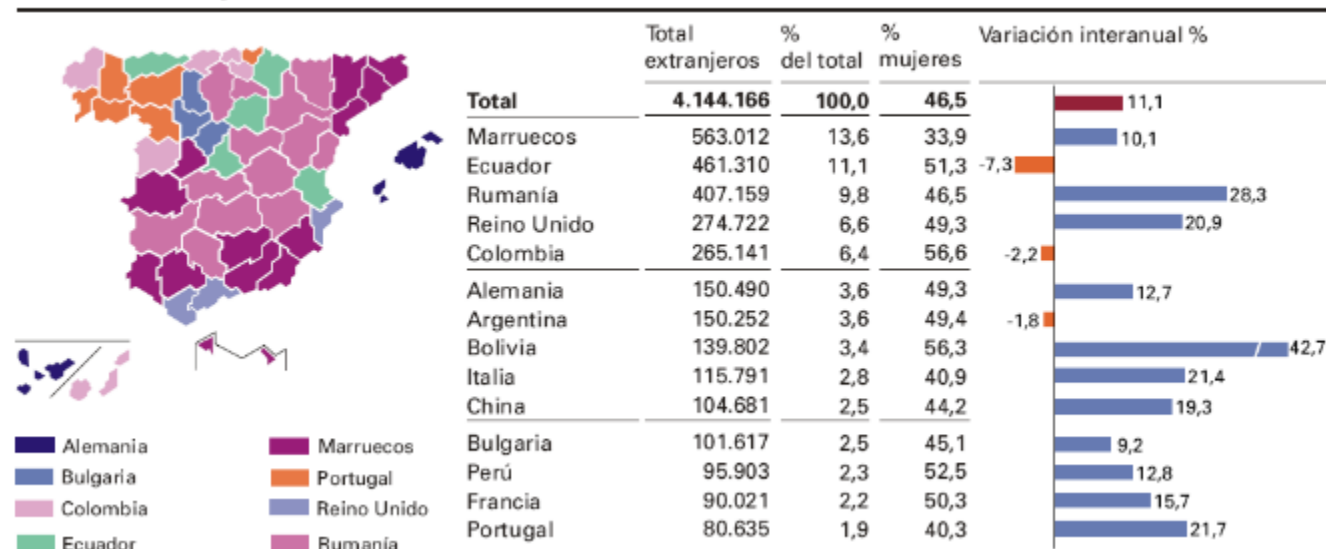 Total extranjeros % del total % mujeres Variación interanual %
Total 4.144.166 100,0 46,5 11,1
Marruecos 563.012 13,6 33,9 10,1
Ecuador 461.310 11,1 51,3 -7,3
Rumanía 407.159 9,8 46,5 28,3
Reino Unido 274.722 6,6 49,3 20,9
Colombia 265.141 6,4 56,6 -2,2
Alemania 150.490 3,6 49,3 12,7
Argentina 150.252 3,6 49,4 -1,8
Bolivia 139.802 3,4 56,3 42,7
Italia 115.791 2,8 40,9 21,4
China 104.681 2,5 44,2 19,3
Bulgaria 101.617 2,5 45,1 9,2
Perú 95.903 2,3 52,5 12,8
Francia 90.021 2,2 50,3 15,7
Portugal 80.635 1,9 40,3 21,7
Alemania Marruecos
Bulgaria Portugal
Colombia Reino Unido
Ecuador Rumanía